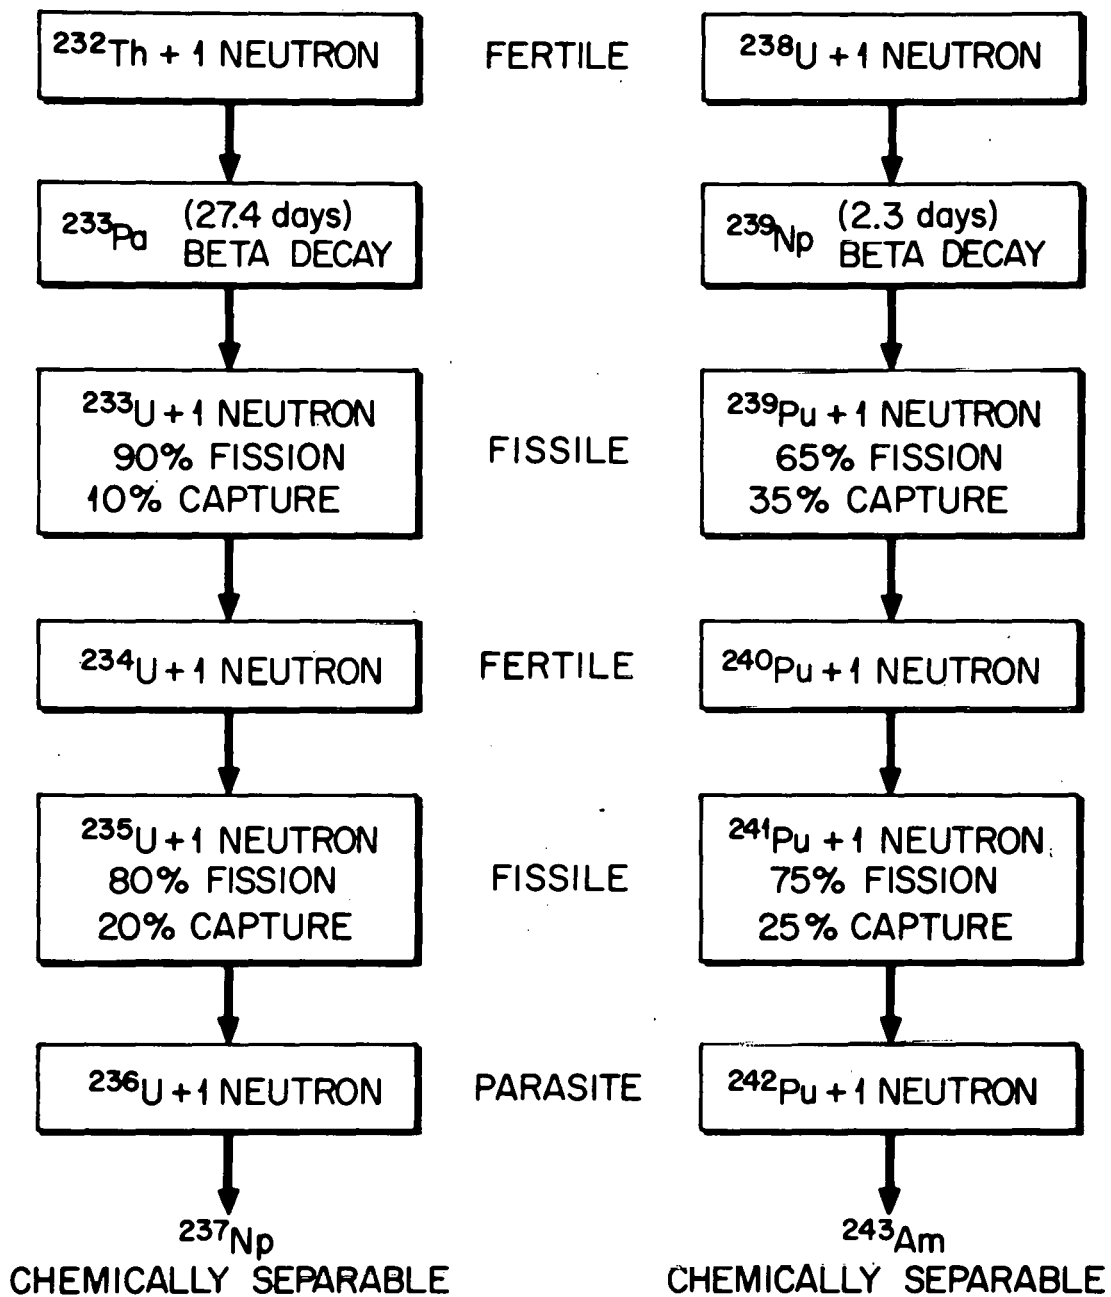 ²³²Th + 1 NEUTRON
FERTILE
²³⁸U + 1 NEUTRON
²³³Pa (27.4 days)
BETA DECAY
²³⁹Np (2.3 days)
BETA DECAY
²³³U + 1 NEUTRON
90% FISSION
10% CAPTURE
FISSILE
²³⁹Pu + 1 NEUTRON
65% FISSION
35% CAPTURE
²³⁴U + 1 NEUTRON
FERTILE
²⁴⁰Pu + 1 NEUTRON
²³⁵U + 1 NEUTRON
80% FISSION
20% CAPTURE
FISSILE
²⁴¹Pu + 1 NEUTRON
75% FISSION
25% CAPTURE
²³⁶U + 1 NEUTRON
PARASITE
²⁴²Pu + 1 NEUTRON
²³⁷Np
CHEMICALLY SEPARABLE
²⁴³Am
CHEMICALLY SEPARABLE